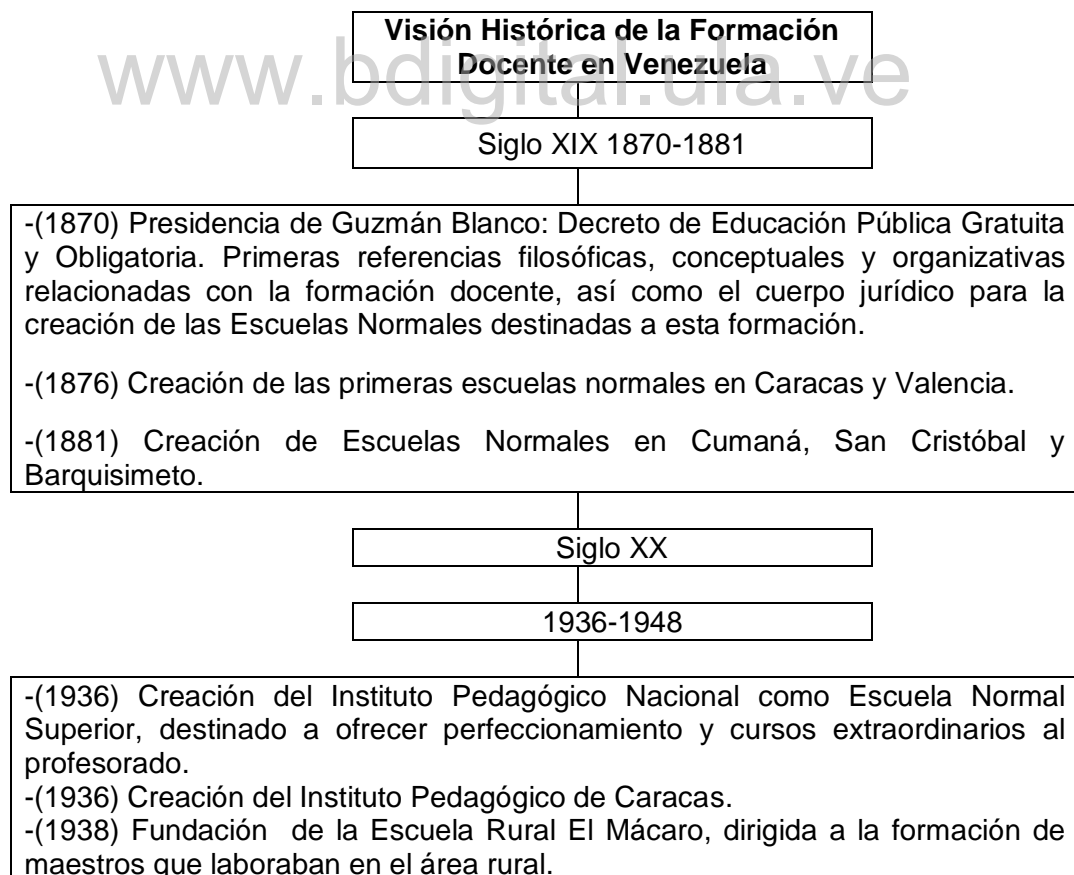 Visión Histórica de la Formación
Docente en Venezuela
www.bdigital.ula.ve
Siglo XIX 1870-1881
-(1870) Presidencia de Guzmán Blanco: Decreto de Educación Pública Gratuita
y Obligatoria. Primeras referencias filosóficas, conceptuales y organizativas
relacionadas con la formación docente, así como el cuerpo jurídico para la
creación de las Escuelas Normales destinadas a esta formación.
-(1876) Creación de las primeras escuelas normales en Caracas y Valencia.
-(1881) Creación de Escuelas Normales en Cumaná, San Cristóbal y
Barquisimeto.
Siglo XX
1936-1948
-(1936) Creación del Instituto Pedagógico Nacional como Escuela Normal
Superior, destinado a ofrecer perfeccionamiento y cursos extraordinarios al
profesorado.
-(1936) Creación del Instituto Pedagógico de Caracas.
-(1938) Fundación de la Escuela Rural El Mácaro, dirigida a la formación de
maestros que laboraban en el área rural.